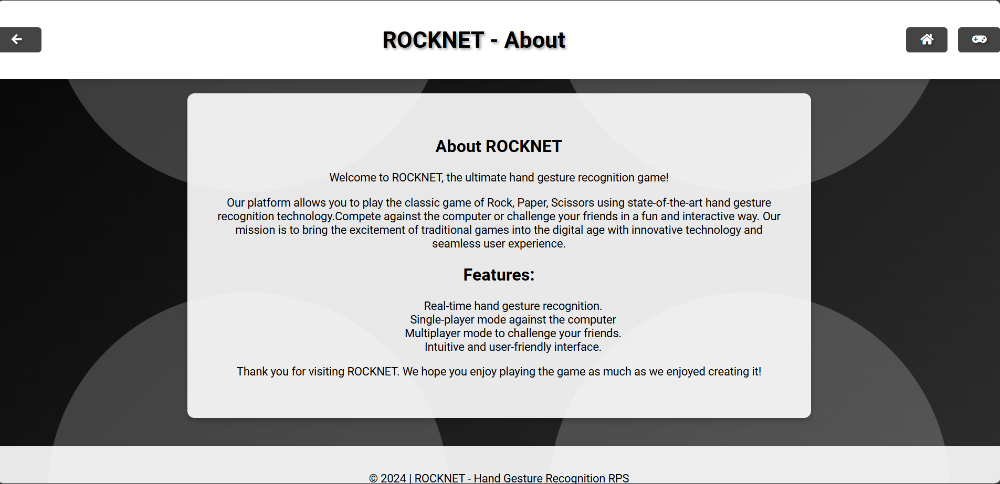 ROCKNET - About
About ROCKNET
Welcome to ROCKNET, the ultimate hand gesture recognition game!
Our platform allows you to play the classic game of Rock, Paper, Scissors using state-of-the-art hand gesture
recognition technology.Compete against the computer or challenge your friends in a fun and interactive way. Our
mission is to bring the excitement of traditional games into the digital age with innovative technology and
seamless user experience.
Features:
Real-time hand gesture recognition.
Single-player mode against the computer
Multiplayer mode to challenge your friends.
Intuitive and user-friendly interface.
Thank you for visiting ROCKNET. We hope you enjoy playing the game as much as we enjoyed creating it!
© 2024 | ROCKNET - Hand Gesture Recognition RPS